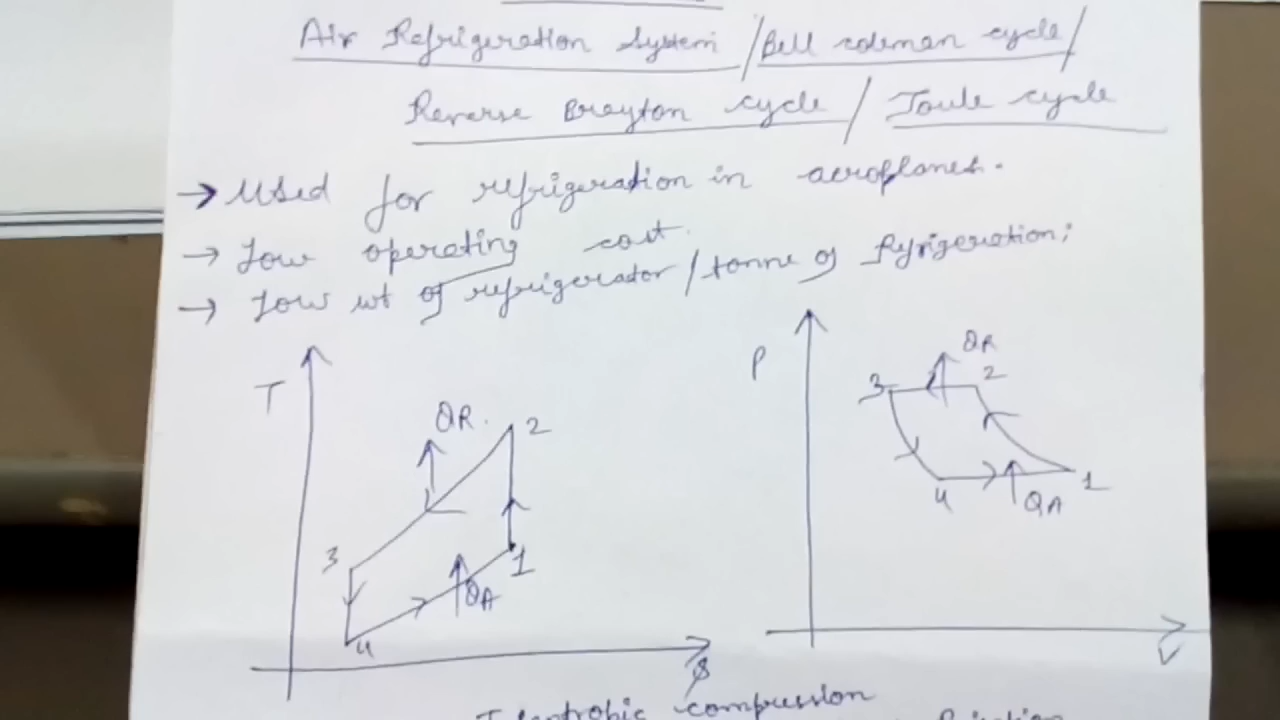 Air Refrigeration System / Bell coleman cycle /
Reverse Brayton cycle / Joule cycle
→ Used for refrigeration in aeroplanes.
→ Low operating cost.
→ Low wt of refrigerator / tonne of Refrigeration;
T
QR
2
3
1
QA
4
S
P
QR
3
2
4
QA
1
V
Isentropic compression